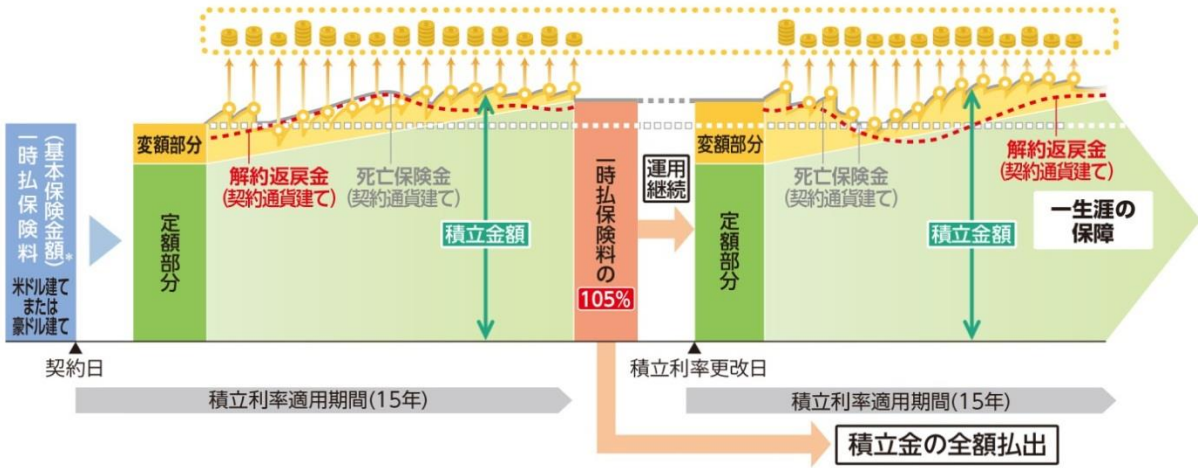 一時払保険料
(基本保険金額)*
米ドル建て
または
豪ドル建て
変額部分
定額部分
解約返戻金
(契約通貨建て)
死亡保険金
(契約通貨建て)
積立金額
一時払保険料の
105%
運用
継続
変額部分
定額部分
死亡保険金
(契約通貨建て)
積立金額
解約返戻金
(契約通貨建て)
一生涯の
保障
▲
契約日
▲
積立利率更改日
積立利率適用期間(15年)
積立利率適用期間(15年)
積立金の全額払出